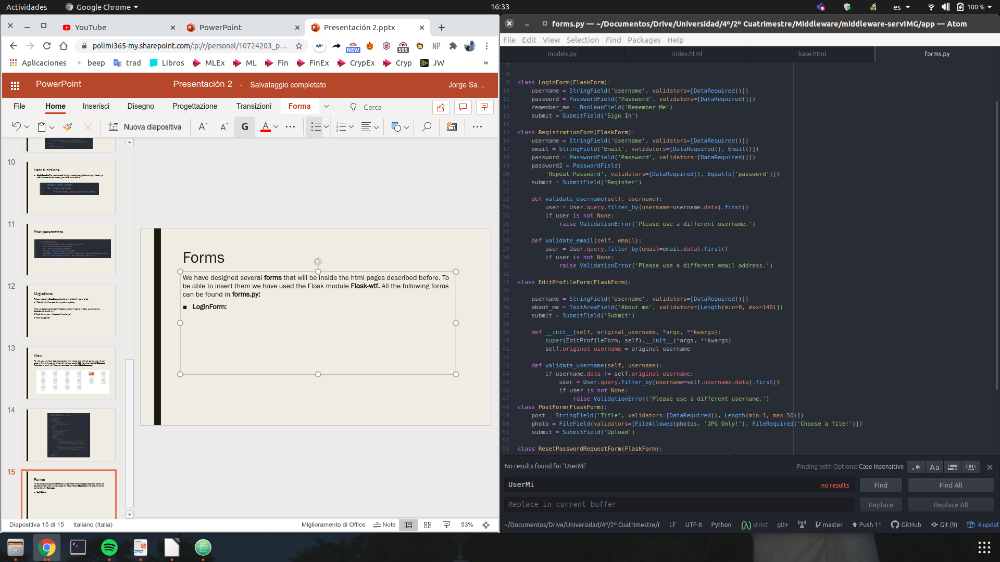 Actividades
Google Chrome
16:33
es
100 %
YouTube
PowerPoint
Presentación 2.pptx
polimi365-my.sharepoint.com/:p:/r/personal/10724203_p...
NEW
595
NP
Aplicaciones
beep
trad
Libros
MLEx
ML
Fin
FinEx
CrypEx
Cryp
JW
»
PowerPoint
Presentación 2 - Salvataggio completato
Jorge Sa...
File
Home
Inserisci
Disegno
Progettazione
Transizioni
Forma
Cerca
Nuova diapositiva
G
A
10
User functions
11
Post parameters
12
Migrations
13
View
14
15
Forms
LoginForm
Forms
We have designed several forms that will be inside the html pages described before. To
be able to insert them we have used the Flask module Flask-wtf. All the following forms
can be found in forms.py:
■ LoginForm:
Diapositiva 15 di 15
Italiano (Italia)
Miglioramento di Office
Note
53%
forms.py — ~/Documentos/Drive/Universidad/4º/2º Cuatrimestre/Middleware/middleware-servIMG/app — Atom
File Edit View Selection Find Packages Help
models.py
index.html
base.html
forms.py
7
8
9 class LoginForm(FlaskForm):
10 username = StringField('Username', validators=[DataRequired()])
11 password = PasswordField('Password', validators=[DataRequired()])
12 remember_me = BooleanField('Remember Me')
13 submit = SubmitField('Sign In')
14
15 class RegistrationForm(FlaskForm):
16 username = StringField('Username', validators=[DataRequired()])
17 email = StringField('Email', validators=[DataRequired(), Email()])
18 password = PasswordField('Password', validators=[DataRequired()])
19 password2 = PasswordField(
20 'Repeat Password', validators=[DataRequired(), EqualTo('password')])
21 submit = SubmitField('Register')
22
23 def validate_username(self, username):
24 user = User.query.filter_by(username=username.data).first()
25 if user is not None:
26 raise ValidationError('Please use a different username.')
27
28 def validate_email(self, email):
29 user = User.query.filter_by(email=email.data).first()
30 if user is not None:
31 raise ValidationError('Please use a different email address.')
32
33 class EditProfileForm(FlaskForm):
34
35 username = StringField('Username', validators=[DataRequired()])
36 about_me = TextAreaField('About me', validators=[Length(min=0, max=140)])
37 submit = SubmitField('Submit')
38
39 def __init__(self, original_username, *args, **kwargs):
40 super(EditProfileForm, self).__init__(*args, **kwargs)
41 self.original_username = original_username
42
43 def validate_username(self, username):
44 if username.data != self.original_username:
45 user = User.query.filter_by(username=self.username.data).first()
46 if user is not None:
47 raise ValidationError('Please use a different username.')
48 class PostForm(FlaskForm):
49 post = StringField('Title', validators=[DataRequired(), Length(min=1, max=50)])
50 photo = FileField(validators=[FileAllowed(photos, 'JPG Only!'), FileRequired('Choose a file!')])
51 submit = SubmitField('Upload')
52
53 class ResetPasswordRequestForm(FlaskForm):
No results found for 'UserMi'
Finding with Options: Case Insensitive
.*
Aa
UserMi
no results
Find
Find All
Replace in current buffer
Replace
Replace All
~/Documentos/Drive/Universidad/4º/2º Cuatrimestre/
LF
UTF-8
Python
(λ) strict
git+
master
Push 11
GitHub
Git (9)
4 updat